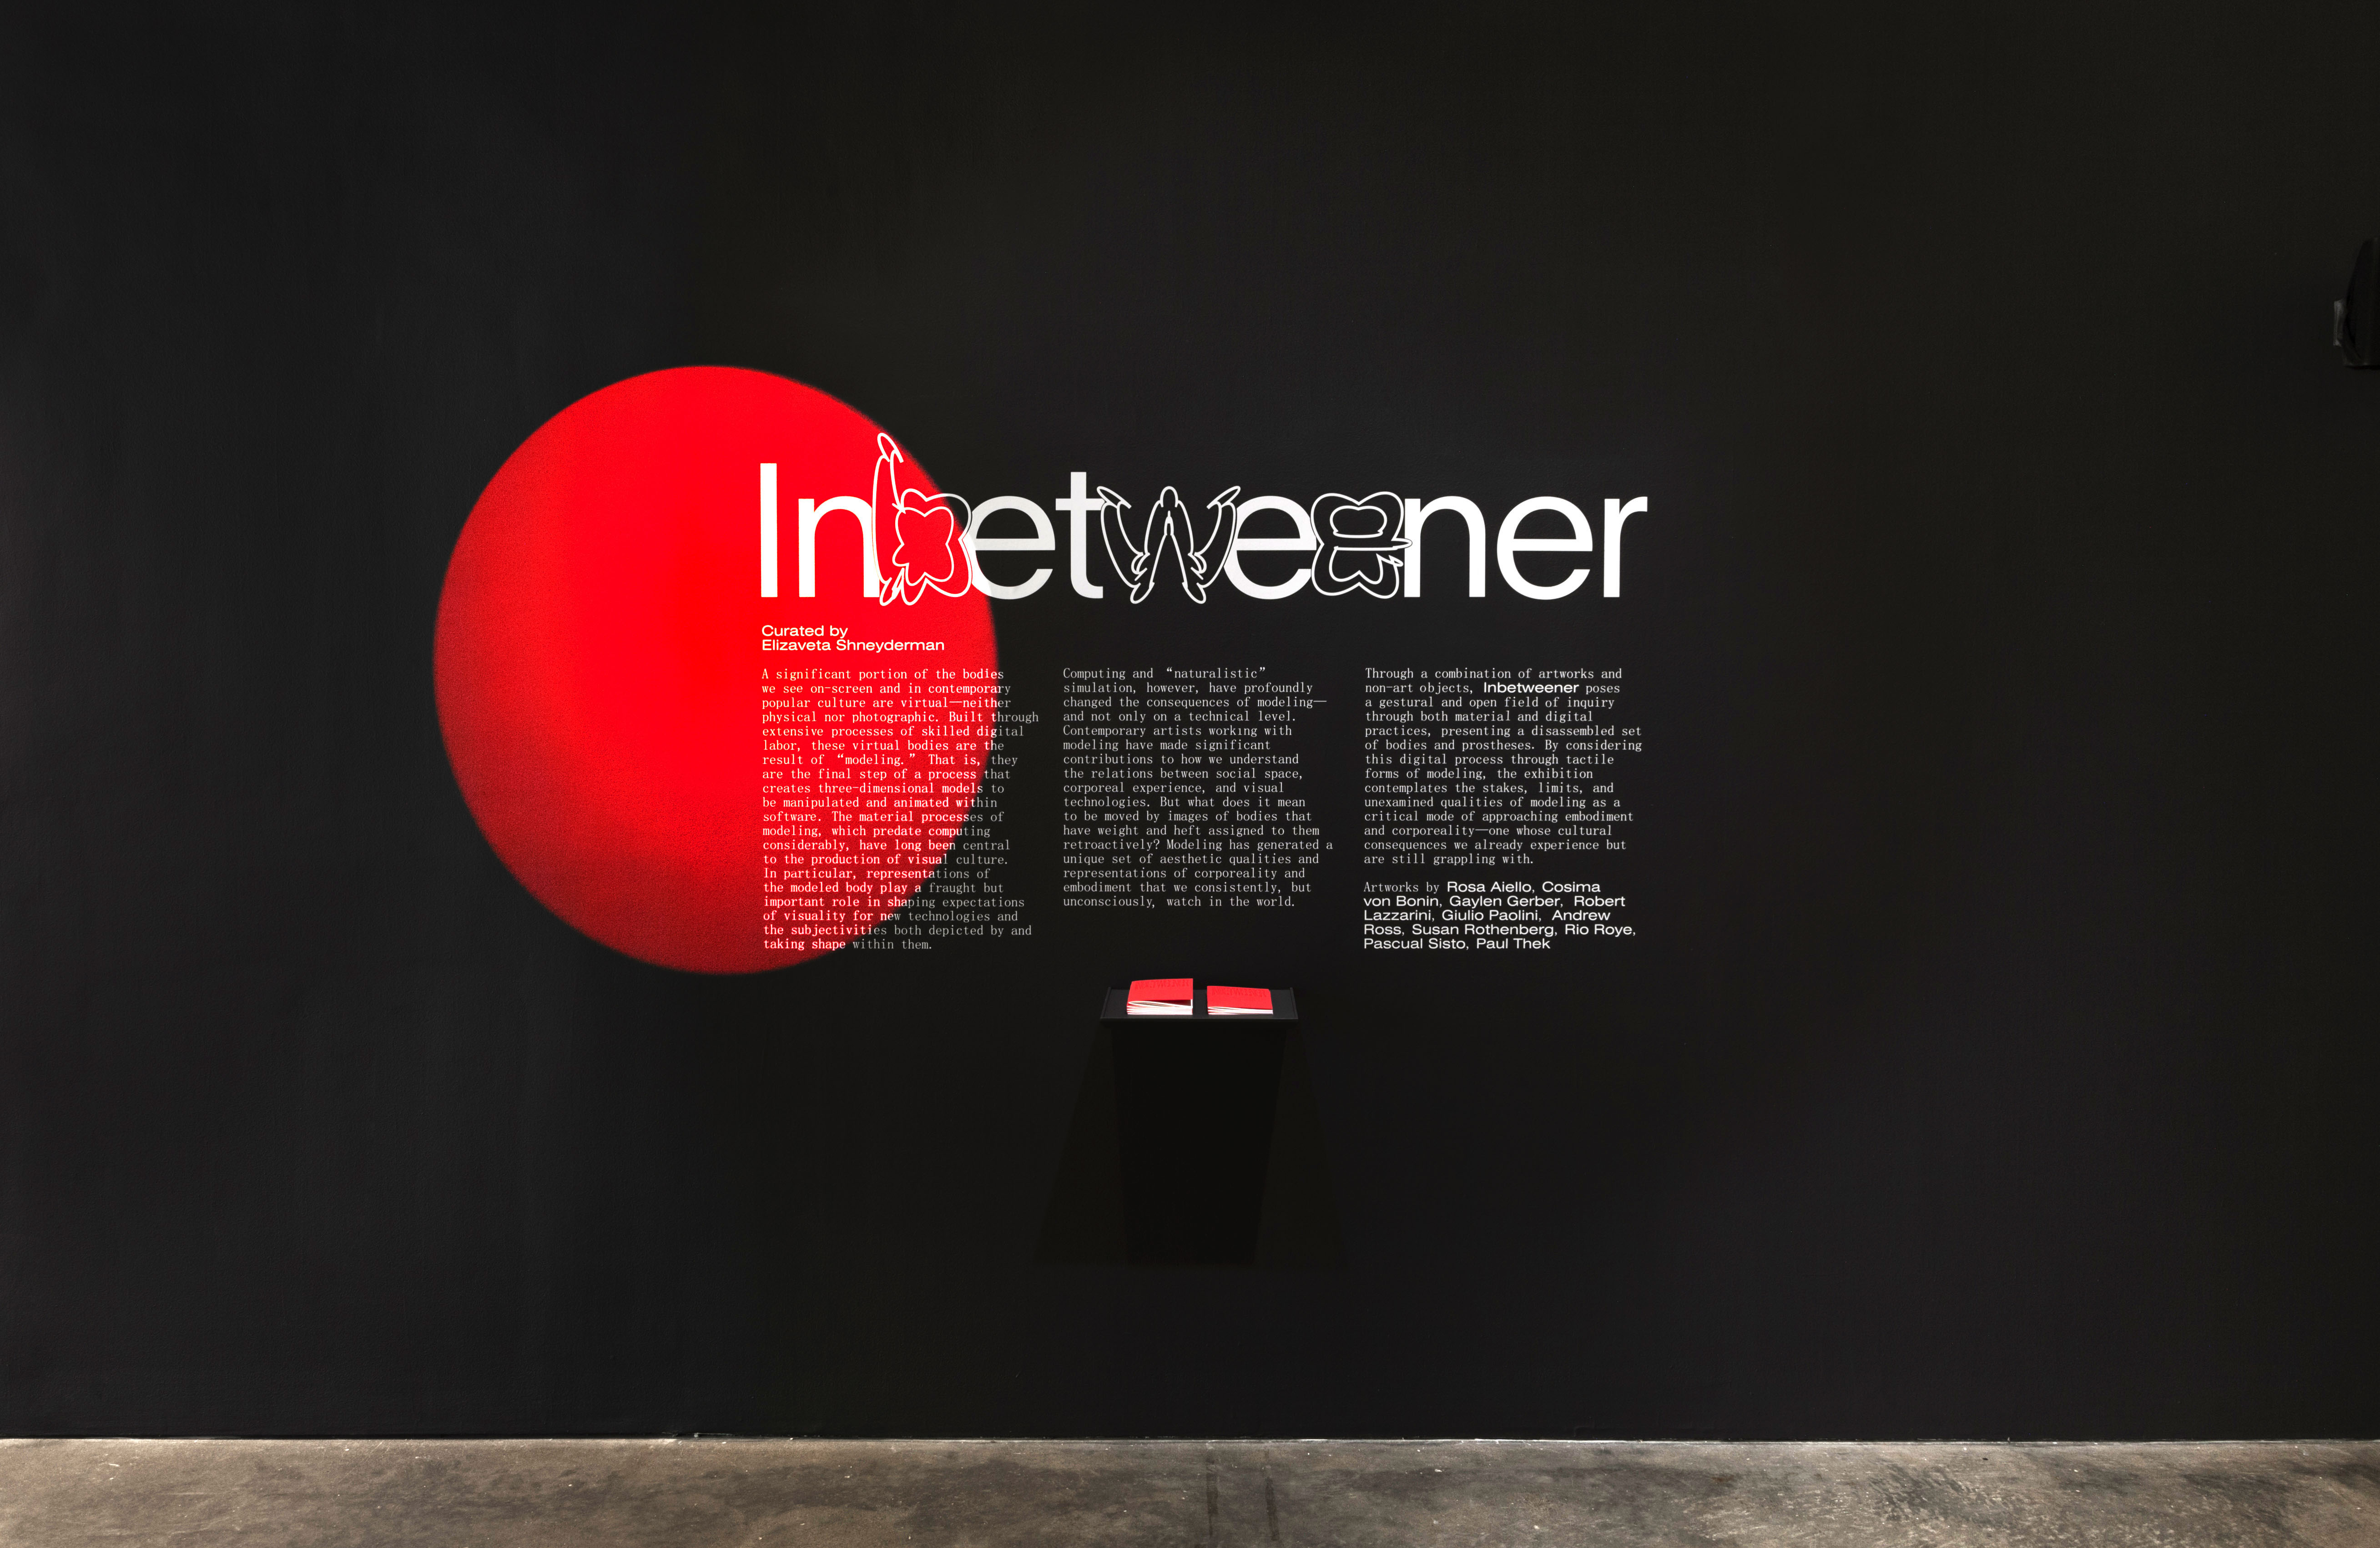 Inbetweener
Curated by
Elizaveta Shneyderman
A significant portion of the bodies
we see on-screen and in contemporary
popular culture are virtual—neither
physical nor photographic. Built through
extensive processes of skilled digital
labor, these virtual bodies are the
result of “modeling.” That is, they
are the final step of a process that
creates three-dimensional models to
be manipulated and animated within
software. The material processes of
modeling, which predate computing
considerably, have long been central
to the production of visual culture.
In particular, representations of
the modeled body play a fraught but
important role in shaping expectations
of visuality for new technologies and
the subjectivities both depicted by and
taking shape within them.
Computing and “naturalistic”
simulation, however, have profoundly
changed the consequences of modeling—
and not only on a technical level.
Contemporary artists working with
modeling have made significant
contributions to how we understand
the relations between social space,
corporeal experience, and visual
technologies. But what does it mean
to be moved by images of bodies that
have weight and heft assigned to them
retroactively? Modeling has generated a
unique set of aesthetic qualities and
representations of corporeality and
embodiment that we consistently, but
unconsciously, watch in the world.
Through a combination of artworks and
non-art objects, Inbetweener poses
a gestural and open field of inquiry
through both material and digital
practices, presenting a disassembled set
of bodies and prostheses. By considering
this digital process through tactile
forms of modeling, the exhibition
contemplates the stakes, limits, and
unexamined qualities of modeling as a
critical mode of approaching embodiment
and corporeality—one whose cultural
consequences we already experience but
are still grappling with.
Artworks by Rosa Aiello, Cosima
von Bonin, Gaylen Gerber, Robert
Lazzarini, Giulio Paolini, Andrew
Ross, Susan Rothenberg, Rio Roye,
Pascual Sisto, Paul Thek